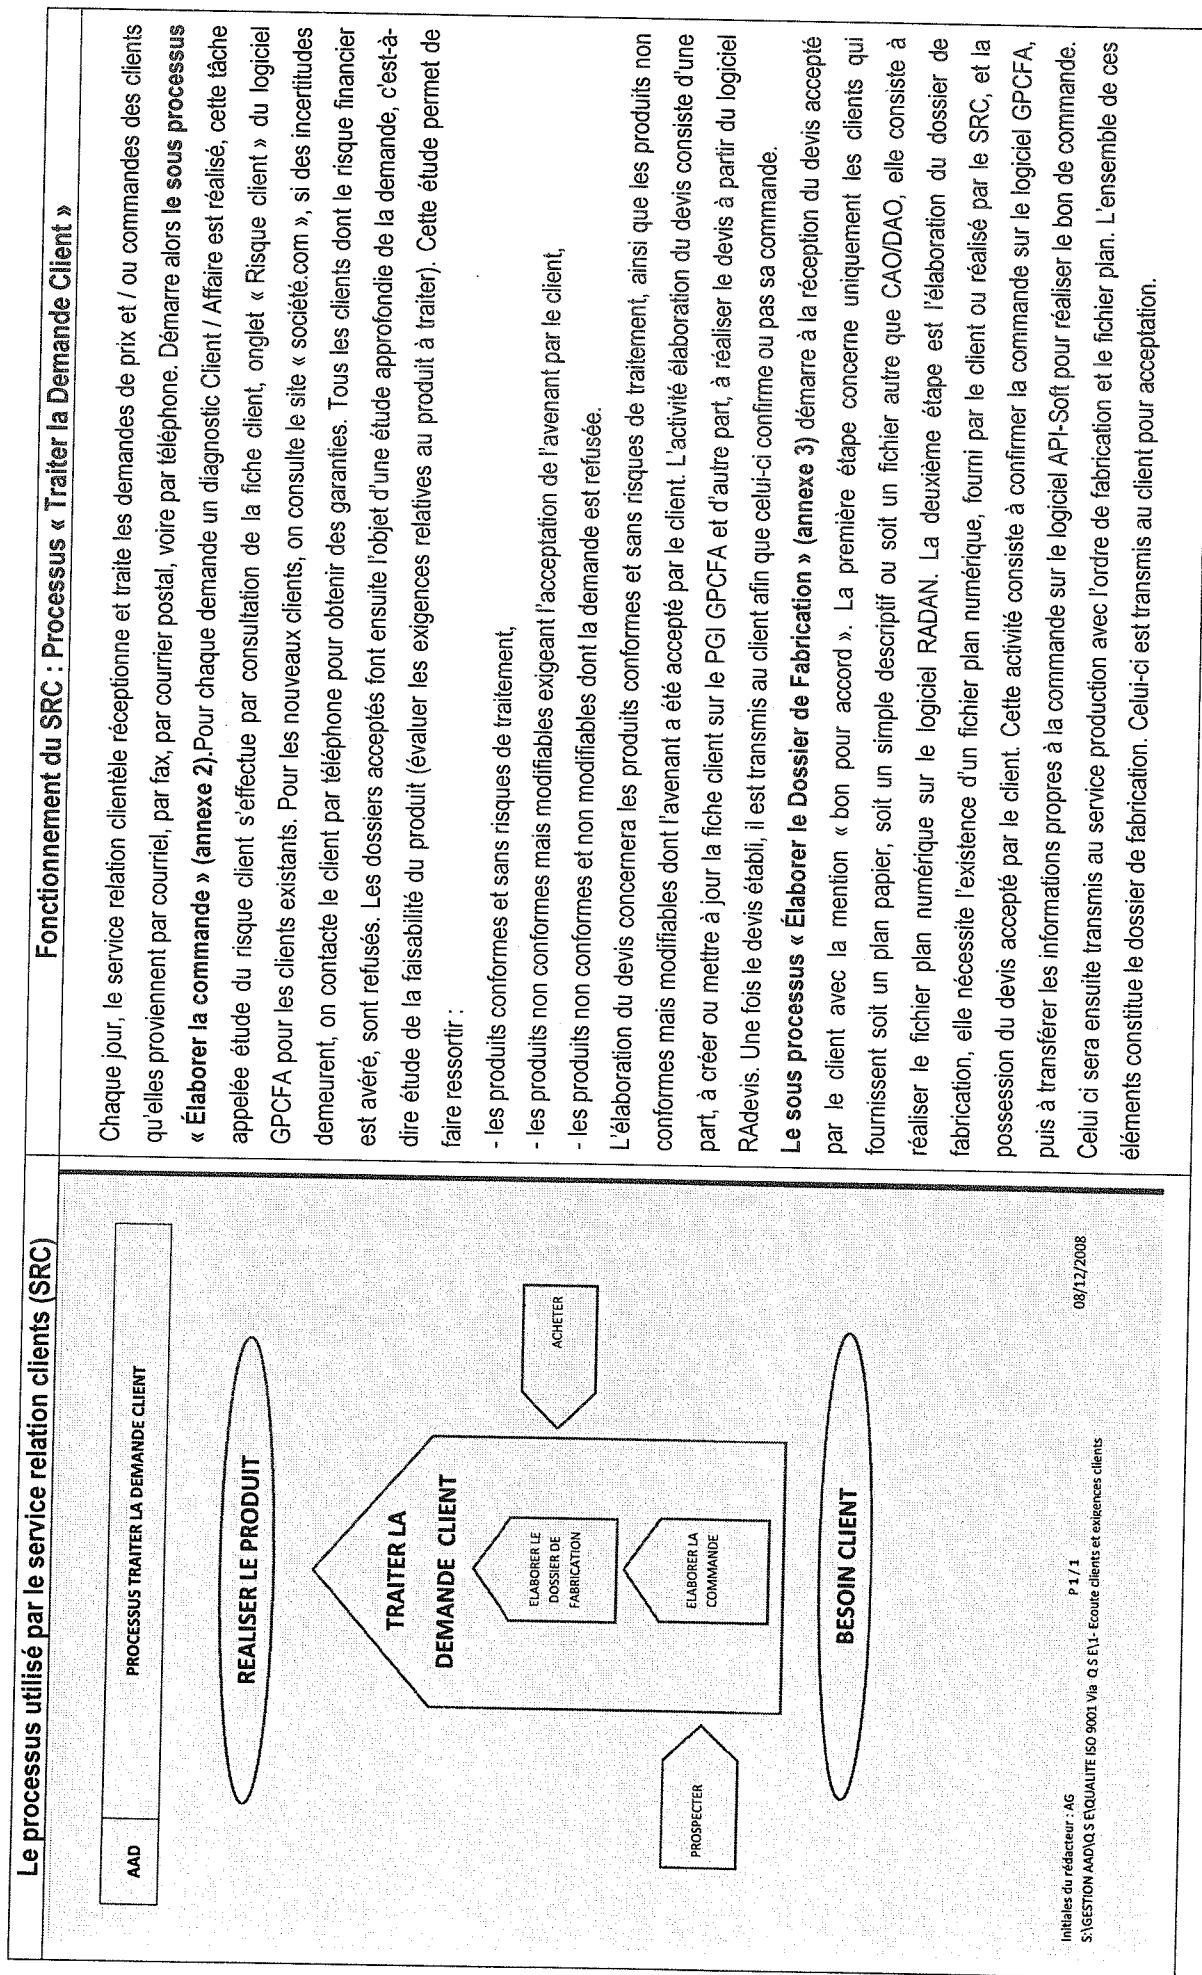 Le processus utilisé par le service relation clients (SRC)
AAD
PROCESSUS TRAITER LA DEMANDE CLIENT
REALISER LE PRODUIT
TRAITER LA
DEMANDE CLIENT
ELABORER LE
DOSSIER DE
FABRICATION
ELABORER LA
COMMANDE
ACHETER
PROSPECTER
BESOIN CLIENT
Initiales du rédacteur : AG
P 1 / 1
08/12/2008
S:\GESTION AAD\Q S E\QUALITE ISO 9001 Via Q S E\1- Ecoute clients et exigences clients
Fonctionnement du SRC : Processus « Traiter la Demande Client »
Chaque jour, le service relation clientèle réceptionne et traite les demandes de prix et / ou commandes des clients
qu'elles proviennent par courriel, par fax, par courrier postal, voire par téléphone. Démarre alors le sous processus
« Élaborer la commande » (annexe 2).Pour chaque demande un diagnostic Client / Affaire est réalisé, cette tâche
appelée étude du risque client s'effectue par consultation de la fiche client, onglet « Risque client » du logiciel
GPCFA pour les clients existants. Pour les nouveaux clients, on consulte le site « société.com », si des incertitudes
demeurent, on contacte le client par téléphone pour obtenir des garanties. Tous les clients dont le risque financier
est avéré, sont refusés. Les dossiers acceptés font ensuite l'objet d'une étude approfondie de la demande, c'est-à-
dire étude de la faisabilité du produit (évaluer les exigences relatives au produit à traiter). Cette étude permet de
faire ressortir :
- les produits conformes et sans risques de traitement,
- les produits non conformes mais modifiables exigeant l'acceptation de l'avenant par le client,
- les produits non conformes et non modifiables dont la demande est refusée.
L'élaboration du devis concernera les produits conformes et sans risques de traitement, ainsi que les produits non
conformes mais modifiables dont l'avenant a été accepté par le client. L'activité élaboration du devis consiste d'une
part, à créer ou mettre à jour la fiche client sur le PGI GPCFA et d'autre part, à réaliser le devis à partir du logiciel
RAdevis. Une fois le devis établi, il est transmis au client afin que celui-ci confirme ou pas sa commande.
Le sous processus « Élaborer le Dossier de Fabrication » (annexe 3) démarre à la réception du devis accepté
par le client avec la mention « bon pour accord ». La première étape concerne uniquement les clients qui
fournissent soit un plan papier, soit un simple descriptif ou soit un fichier autre que CAO/DAO, elle consiste à
réaliser le fichier plan numérique sur le logiciel RADAN. La deuxième étape est l'élaboration du dossier de
fabrication, elle nécessite l'existence d'un fichier plan numérique, fourni par le client ou réalisé par le SRC, et la
possession du devis accepté par le client. Cette activité consiste à confirmer la commande sur le logiciel GPCFA,
puis à transférer les informations propres à la commande sur le logiciel API-Soft pour réaliser le bon de commande.
Celui ci sera ensuite transmis au service production avec l'ordre de fabrication et le fichier plan. L'ensemble de ces
éléments constitue le dossier de fabrication. Celui-ci est transmis au client pour acceptation.